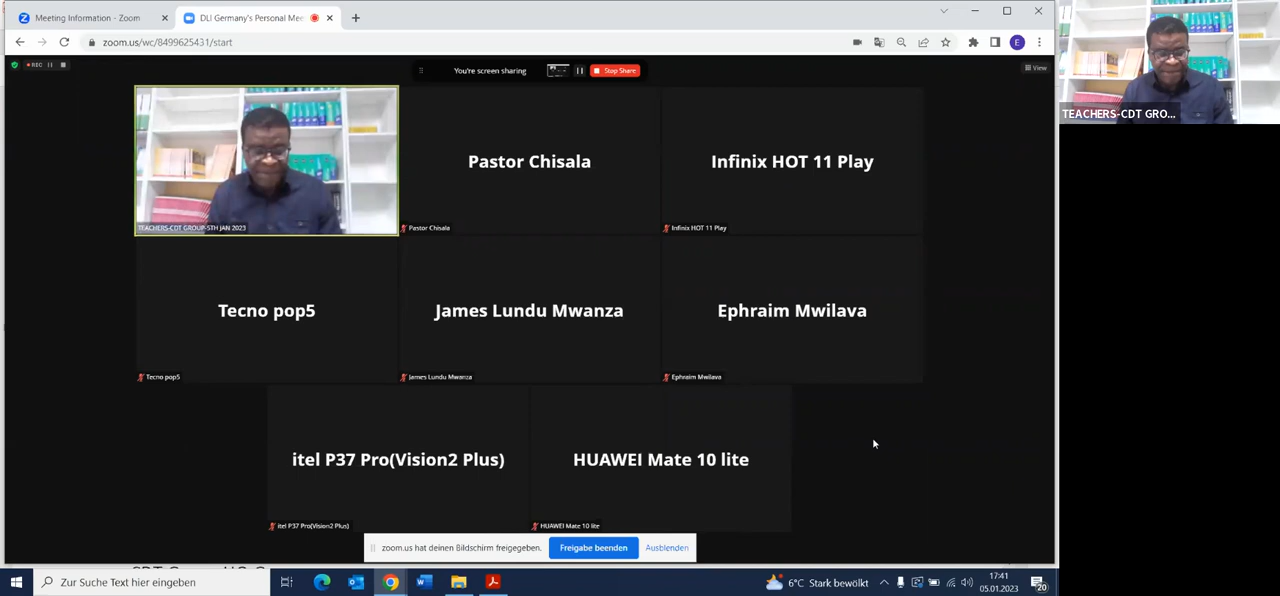 Meeting Information - Zoom
DLI Germany's Personal Mee
zoom.us/wc/8499625431/start
E
REC
You're screen sharing
Stop Share
View
TEACHERS-CDT GRO...
Pastor Chisala
Infinix HOT 11 Play
TEACHERS-CDT GROUP-5TH JAN 2023
Pastor Chisala
Infinix HOT 11 Play
Tecno pop5
James Lundu Mwanza
Ephraim Mwilava
Tecno pop5
James Lundu Mwanza
Ephraim Mwilava
itel P37 Pro(Vision2 Plus)
HUAWEI Mate 10 lite
itel P37 Pro(Vision2 Plus)
HUAWEI Mate 10 lite
zoom.us hat deinen Bildschirm freigegeben.
Freigabe beenden
Ausblenden
Zur Suche Text hier eingeben
6°C Stark bewölkt
17:41
05.01.2023
20